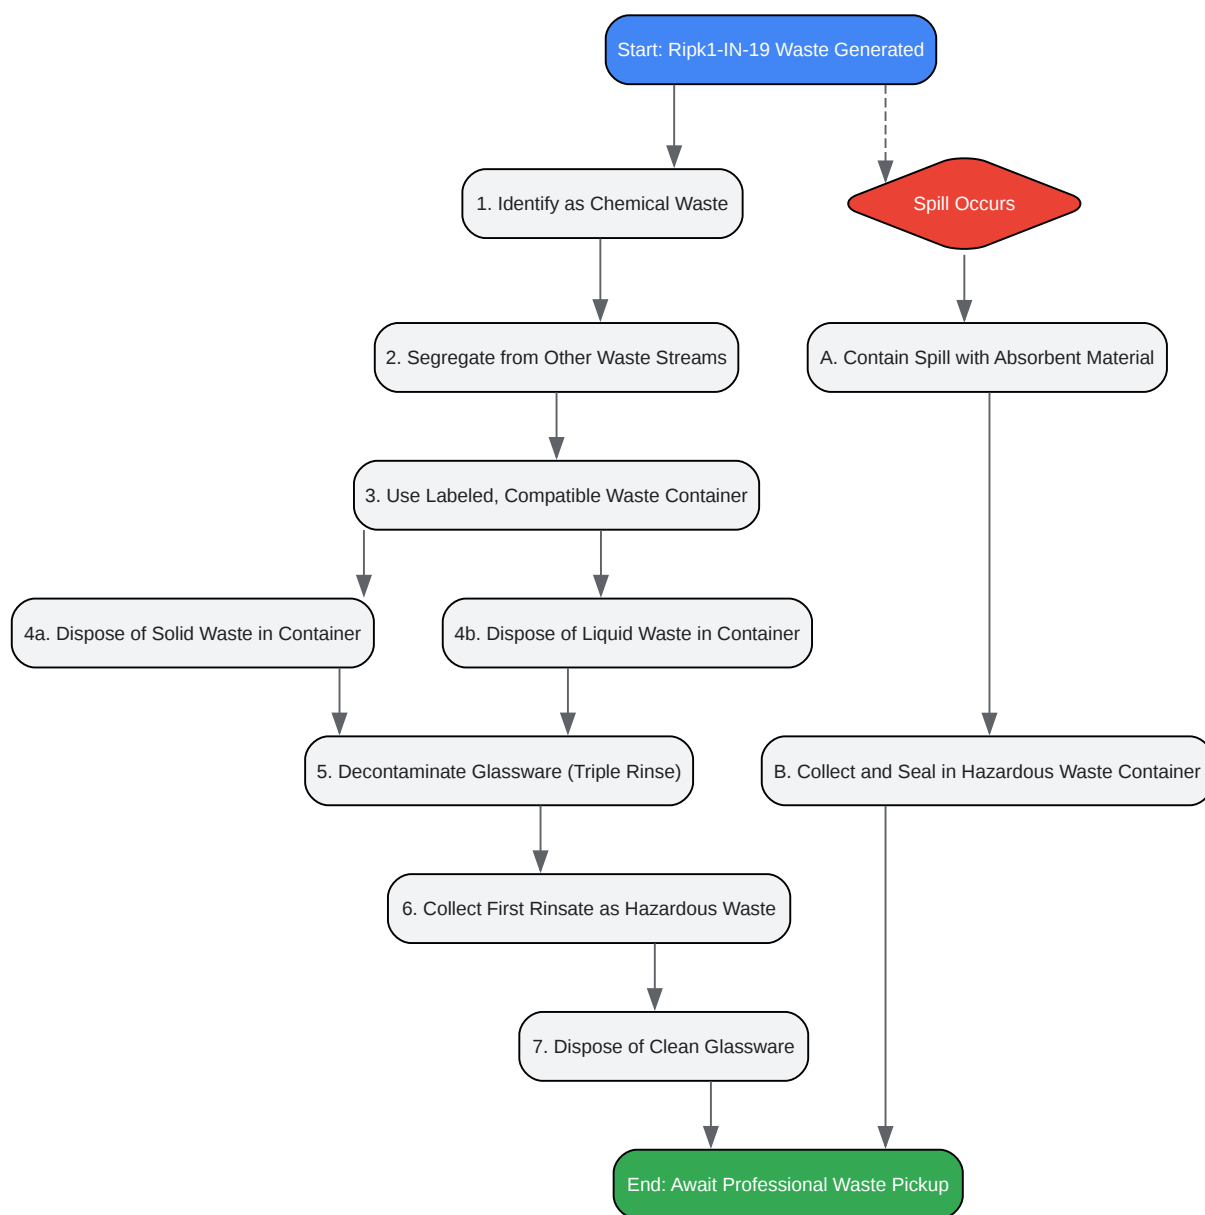 Start: Ripk1-IN-19 Waste Generated
1. Identify as Chemical Waste
Spill Occurs
2. Segregate from Other Waste Streams
A. Contain Spill with Absorbent Material
3. Use Labeled, Compatible Waste Container
4a. Dispose of Solid Waste in Container
4b. Dispose of Liquid Waste in Container
5. Decontaminate Glassware (Triple Rinse)
B. Collect and Seal in Hazardous Waste Container
6. Collect First Rinsate as Hazardous Waste
7. Dispose of Clean Glassware
End: Await Professional Waste Pickup